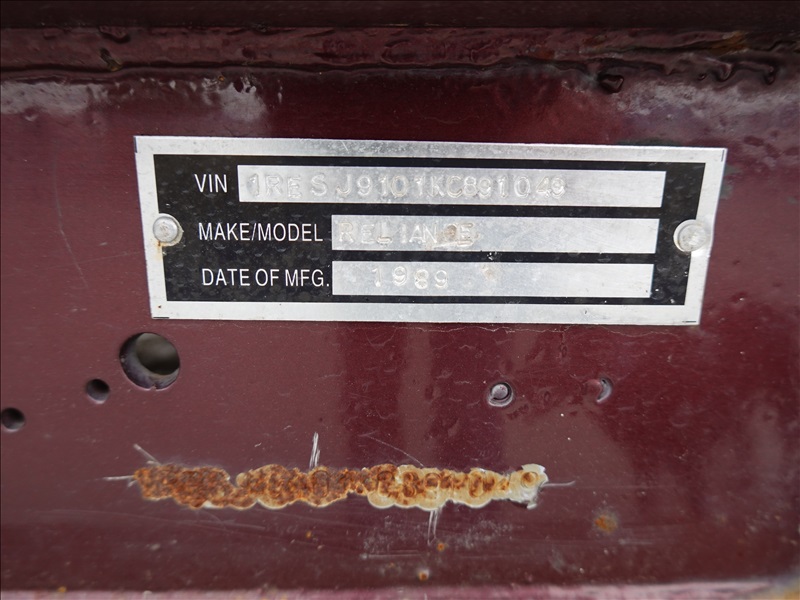 VIN 1RESJ9101KC891049
MAKE/MODEL RELIANCE
DATE OF MFG. 1989